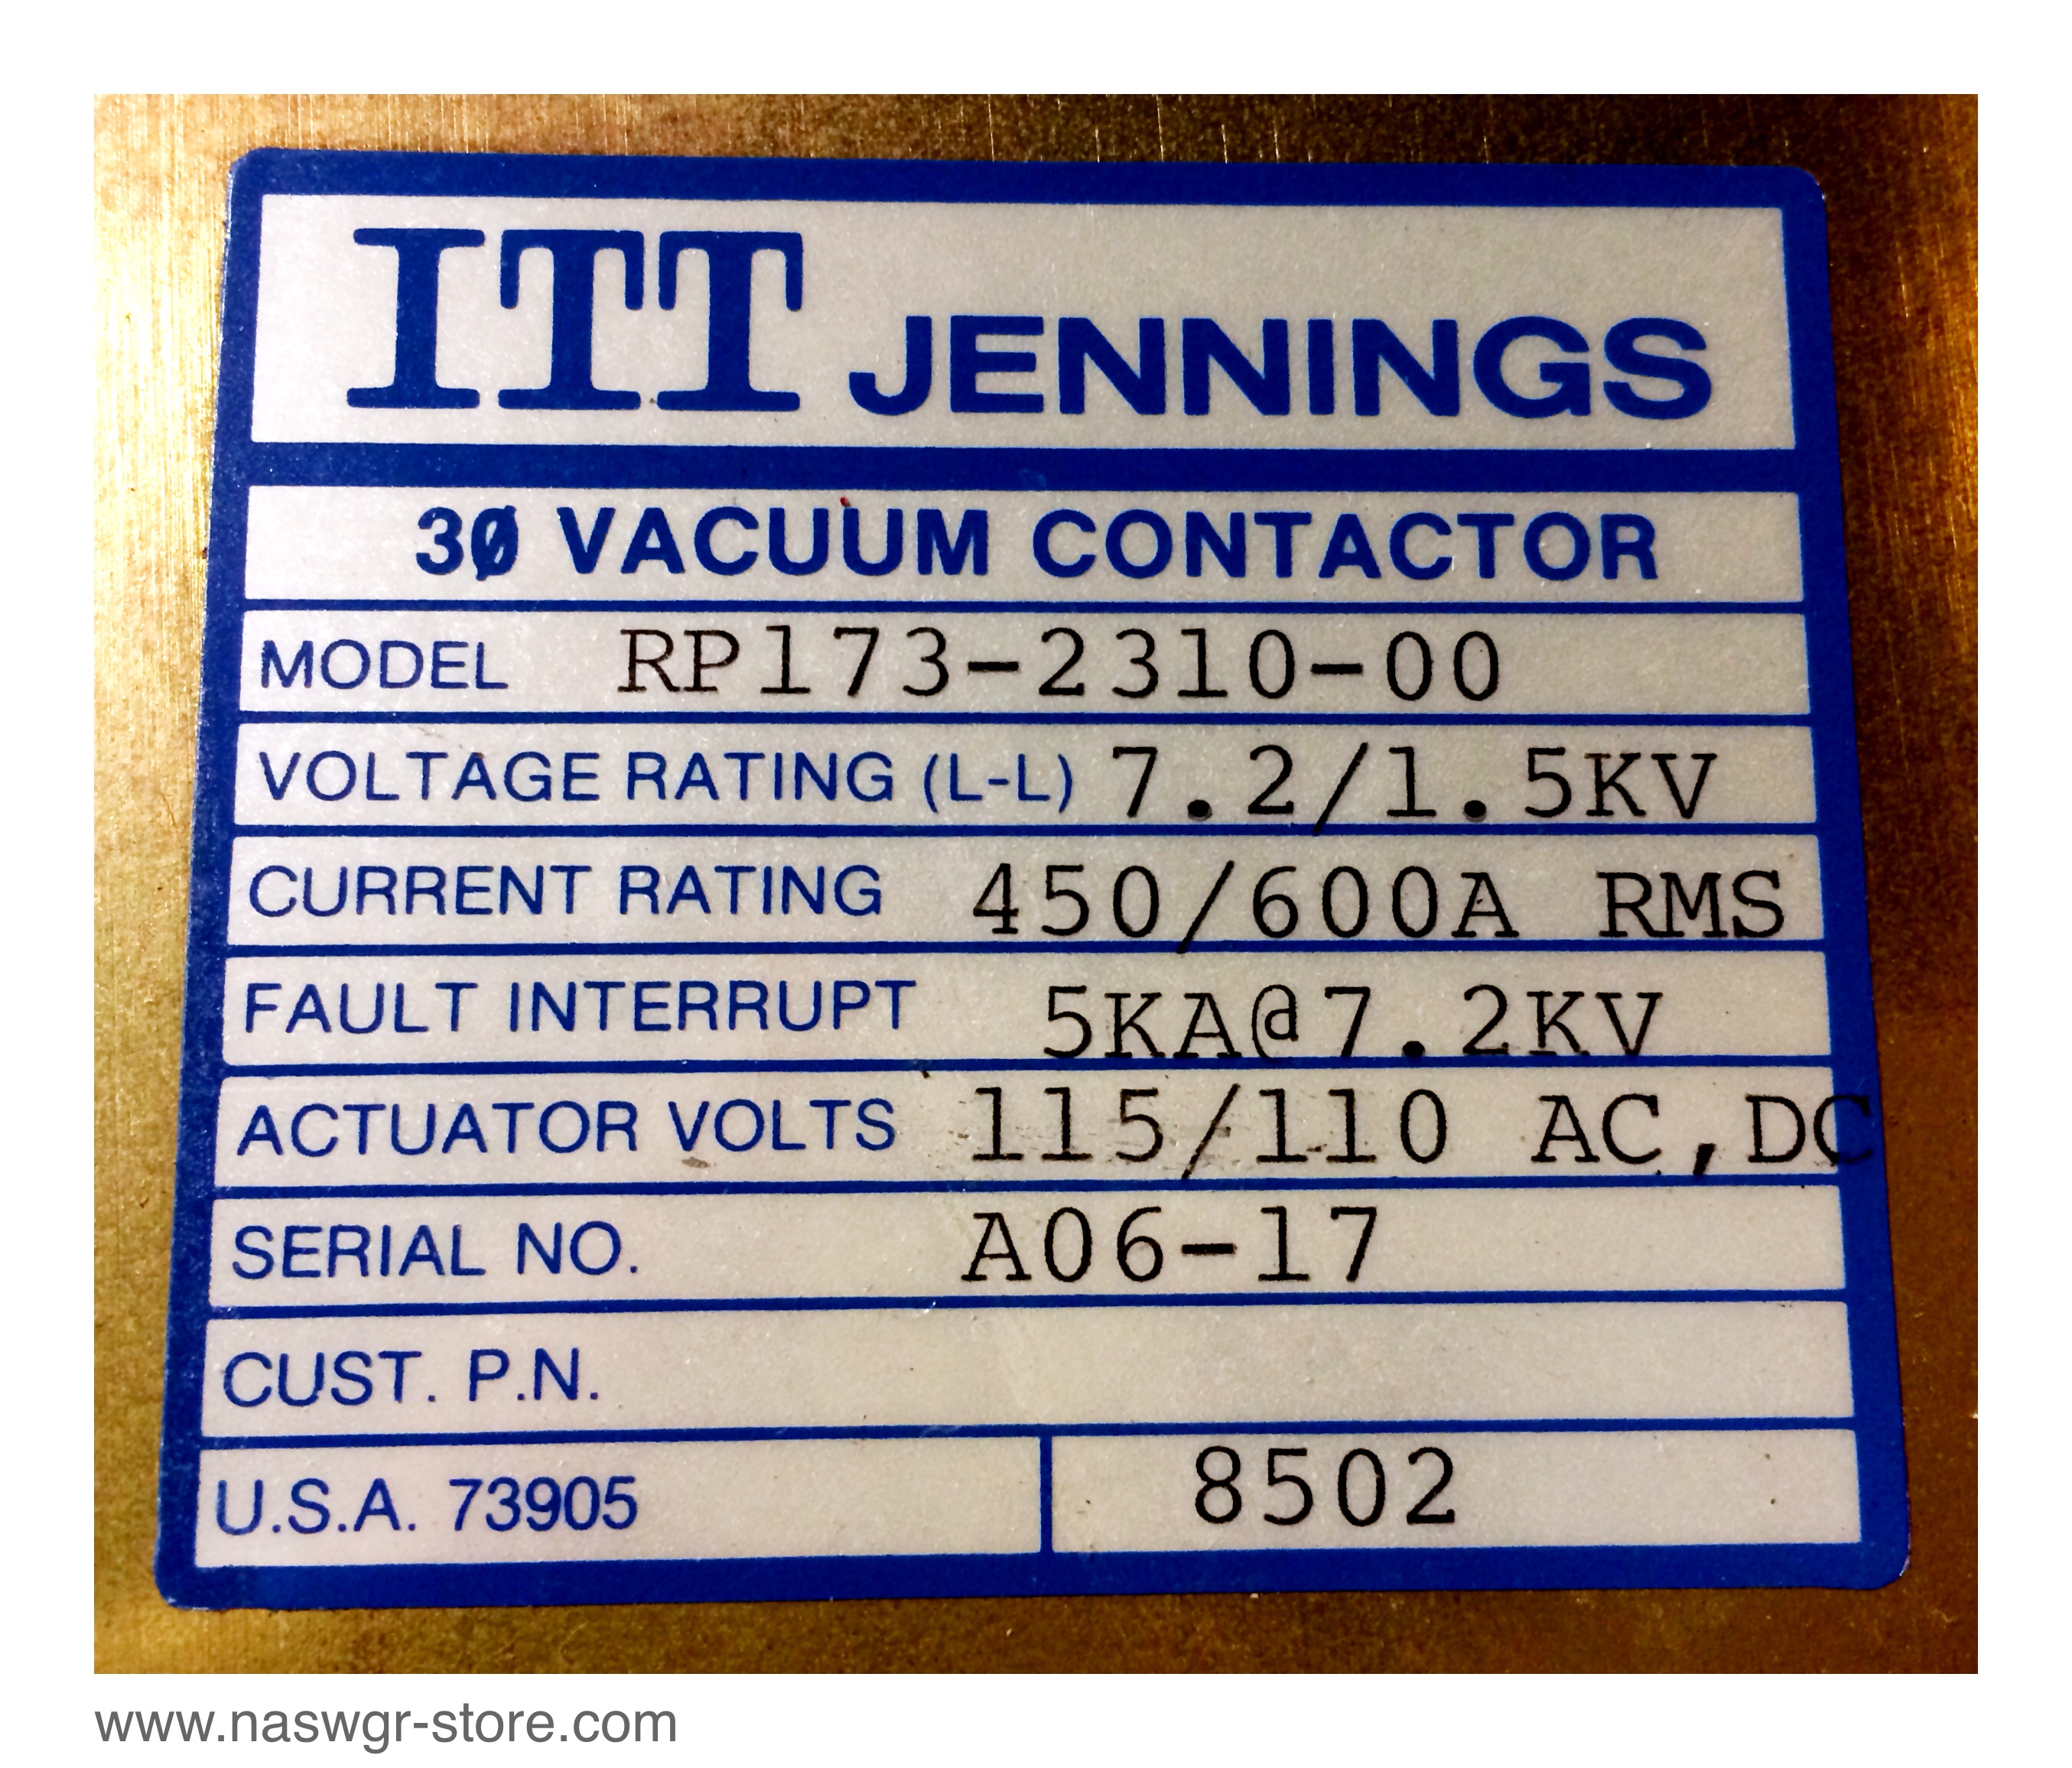 ITT JENNINGS
3Ø VACUUM CONTACTOR
MODEL RP173-2310-00
VOLTAGE RATING (L-L) 7.2/1.5KV
CURRENT RATING 450/600A RMS
FAULT INTERRUPT 5KA@7.2KV
ACTUATOR VOLTS 115/110 AC,DC
SERIAL NO. A06-17
CUST. P.N.
U.S.A. 73905 8502
www.naswgr-store.com